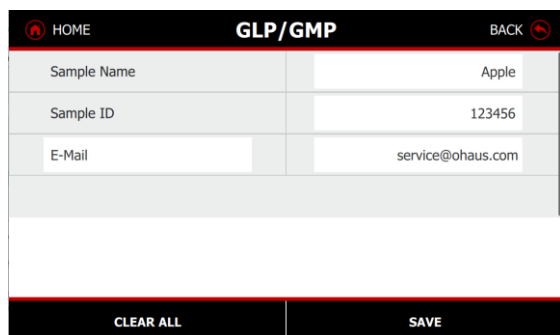 HOME GLP/GMP BACK
Sample Name Apple
Sample ID 123456
E-Mail service@ohaus.com
CLEAR ALL SAVE